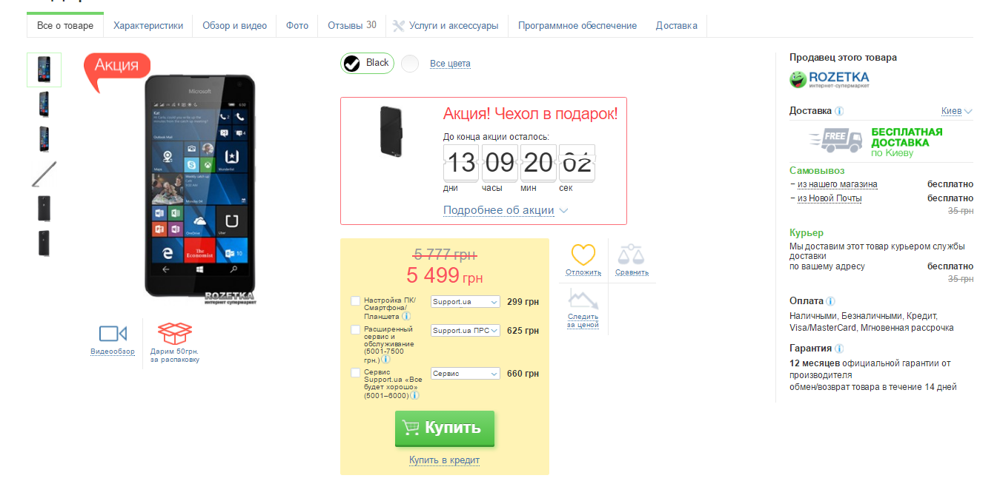 Все о товаре
Характеристики
Обзор и видео
Фото
Отзывы 30
Услуги и аксессуары
Программное обеспечение
Доставка
Акция
Microsoft
Outlook Mail
Maps
Wunderlist
OneDrive
Uber
The
Economist
10
ROZETKA
интернет супермаркет
Видеообзор
Дарим 50грн.
за распаковку
Black
Все цвета
Акция! Чехол в подарок!
До конца акции осталось:
13 09 20 02
дни часы мин сек
Подробнее об акции
5 777 грн
5 499 грн
Настройка ПК/
Смартфона/
Планшета
Support.ua
299 грн
Расширенный
сервис и
обслуживание
(5001-7500
грн.)
Support.ua ПРС
625 грн
Сервис
Support.ua «Все
будет хорошо»
(5001–6000)
Сервис
660 грн
Купить
Купить в кредит
Отложить
Сравнить
Следить
за ценой
Продавец этого товара
ROZETKA
интернет-супермаркет
Доставка
Киев
FREE
БЕСПЛАТНАЯ
ДОСТАВКА
по Киеву
Самовывоз
– из нашего магазина бесплатно
– из Новой Почты бесплатно
35 грн
Курьер
Мы доставим этот товар курьером службы
доставки
по вашему адресу бесплатно
35 грн
Оплата
Наличными, Безналичными, Кредит,
Visa/MasterCard, Мгновенная рассрочка
Гарантия
12 месяцев официальной гарантии от
производителя
обмен/возврат товара в течение 14 дней